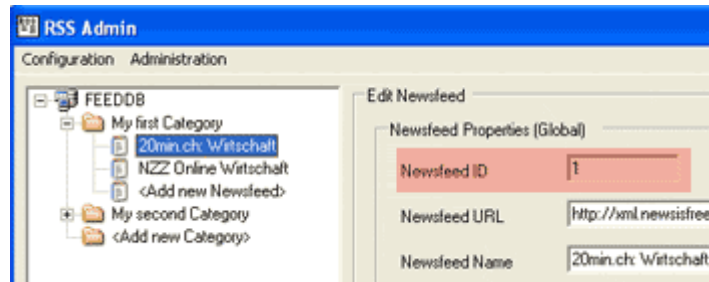 RSS Admin
Configuration Administration
FEEDDB
My first Category
20min.ch: Wirtschaft
NZZ Online Wirtschaft
<Add new Newsfeed>
My second Category
<Add new Category>
Edit Newsfeed
Newsfeed Properties (Global)
Newsfeed ID 1
Newsfeed URL http://xml.newsisfree
Newsfeed Name 20min.ch: Wirtschaft